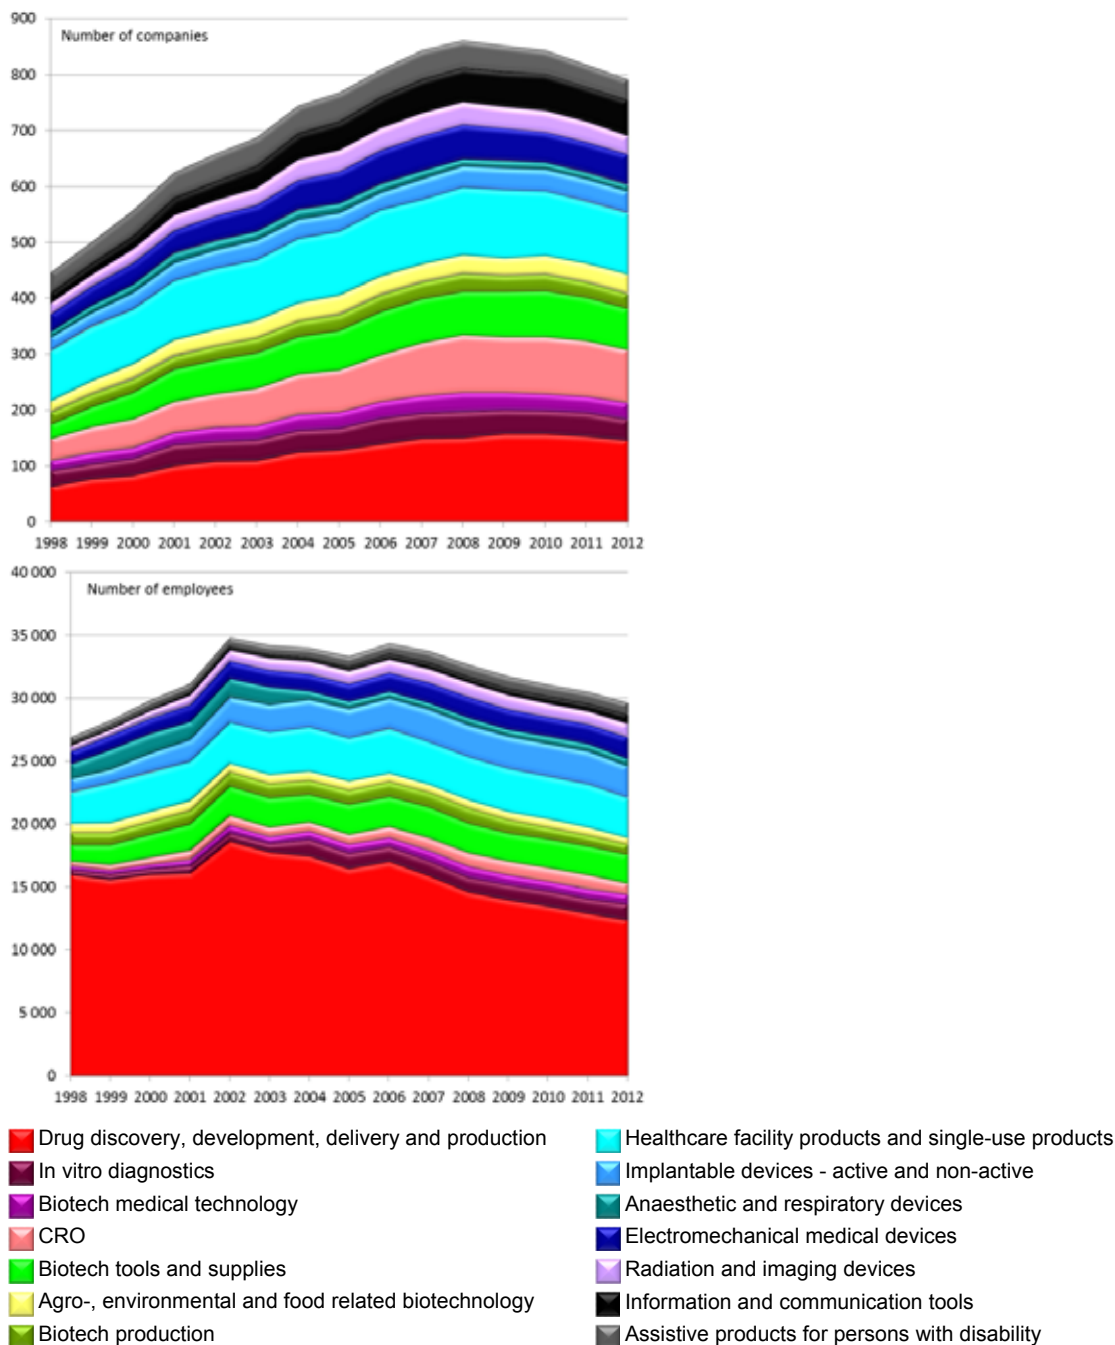 900
Number of companies
800
700
600
500
400
300
200
100
0
1998 1999 2000 2001 2002 2003 2004 2005 2006 2007 2008 2009 2010 2011 2012
40 000
Number of employees
35 000
30 000
25 000
20 000
15 000
10 000
5 000
0
1998 1999 2000 2001 2002 2003 2004 2005 2006 2007 2008 2009 2010 2011 2012
Drug discovery, development, delivery and production
In vitro diagnostics
Biotech medical technology
CRO
Biotech tools and supplies
Agro-, environmental and food related biotechnology
Biotech production
Healthcare facility products and single-use products
Implantable devices - active and non-active
Anaesthetic and respiratory devices
Electromechanical medical devices
Radiation and imaging devices
Information and communication tools
Assistive products for persons with disability